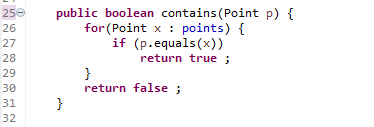 25 public boolean contains(Point p) {
26 for(Point x : points) {
27 if (p.equals(x))
28 return true ;
29 }
30 return false ;
31 }
32